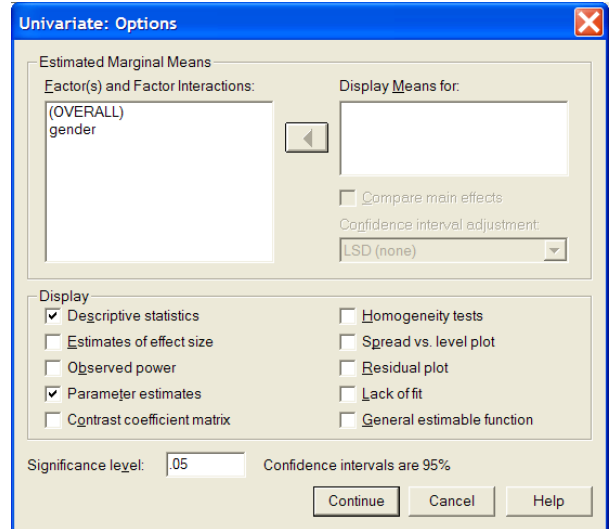 Univariate: Options
Estimated Marginal Means
Factor(s) and Factor Interactions:
(OVERALL)
gender
Display Means for:
Compare main effects
Confidence interval adjustment:
LSD (none)
Display
Descriptive statistics
Estimates of effect size
Observed power
Parameter estimates
Contrast coefficient matrix
Homogeneity tests
Spread vs. level plot
Residual plot
Lack of fit
General estimable function
Significance level: .05 Confidence intervals are 95%
Continue Cancel Help